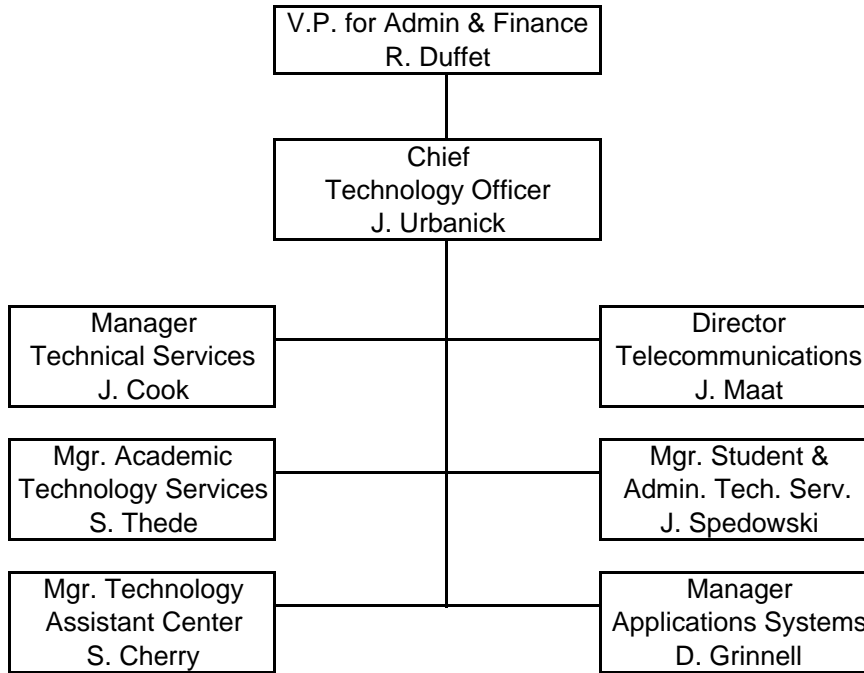 V.P. for Admin & Finance
R. Duffet
Chief
Technology Officer
J. Urbanick
Manager
Technical Services
J. Cook
Director
Telecommunications
J. Maat
Mgr. Academic
Technology Services
S. Thede
Mgr. Student &
Admin. Tech. Serv.
J. Spedowski
Mgr. Technology
Assistant Center
S. Cherry
Manager
Applications Systems
D. Grinnell